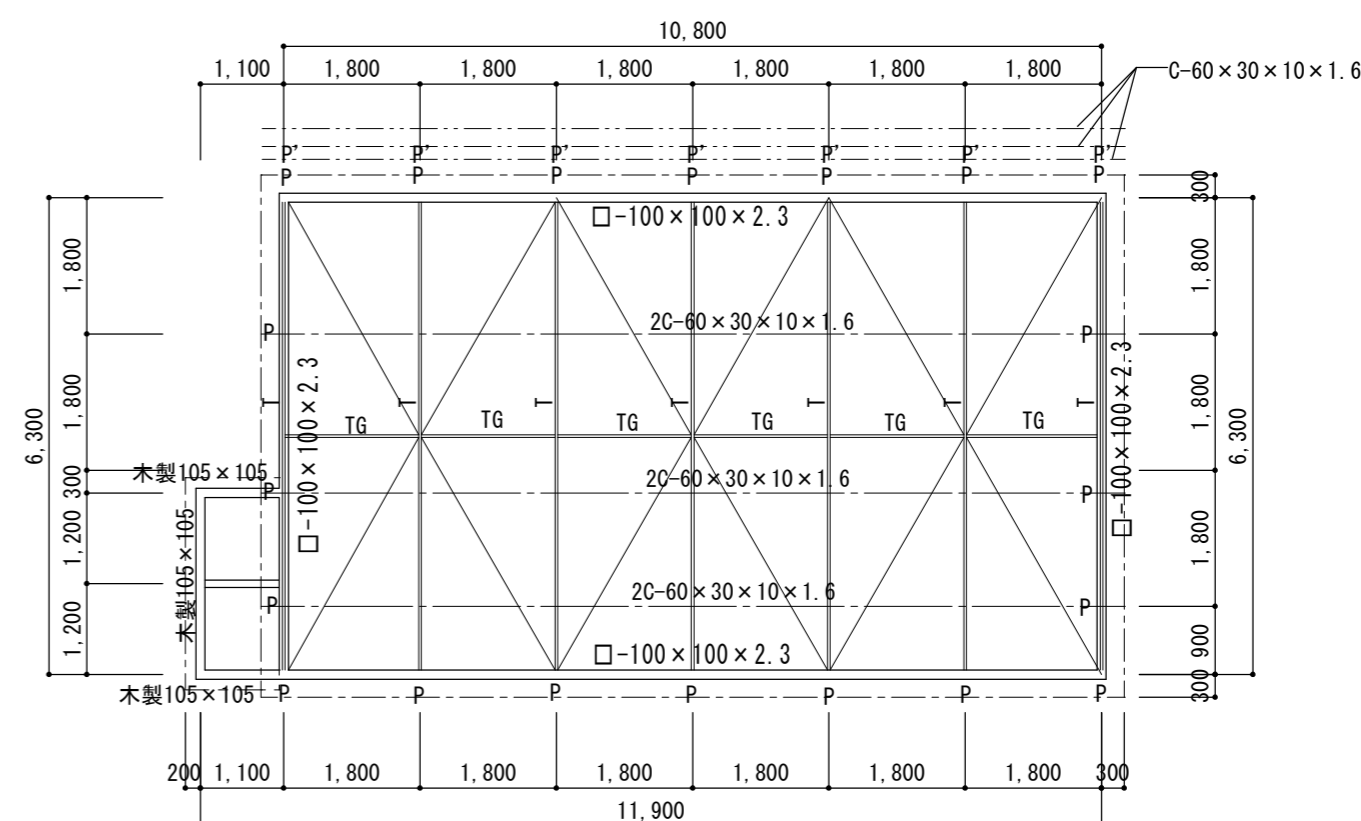 10,800
1,100 1,800 1,800 1,800 1,800 1,800 1,800
C-60×30×10×1.6
P' P' P' P' P' P' P'
P P P P P P P
300
□-100×100×2.3
1,800
1,800
2C-60×30×10×1.6
P
P
□-100×100×2.3
□-100×100×2.3
1,800
1,800
T T T T T T T
TG TG TG TG TG TG
6,300
6,300
木製105×105
300
2C-60×30×10×1.6
P
P
木製105×105
1,200
1,800
2C-60×30×10×1.6
P
P
1,200
900
□-100×100×2.3
300
木製105×105
P P P P P P P
200 1,100 1,800 1,800 1,800 1,800 1,800 1,800 300
11,900